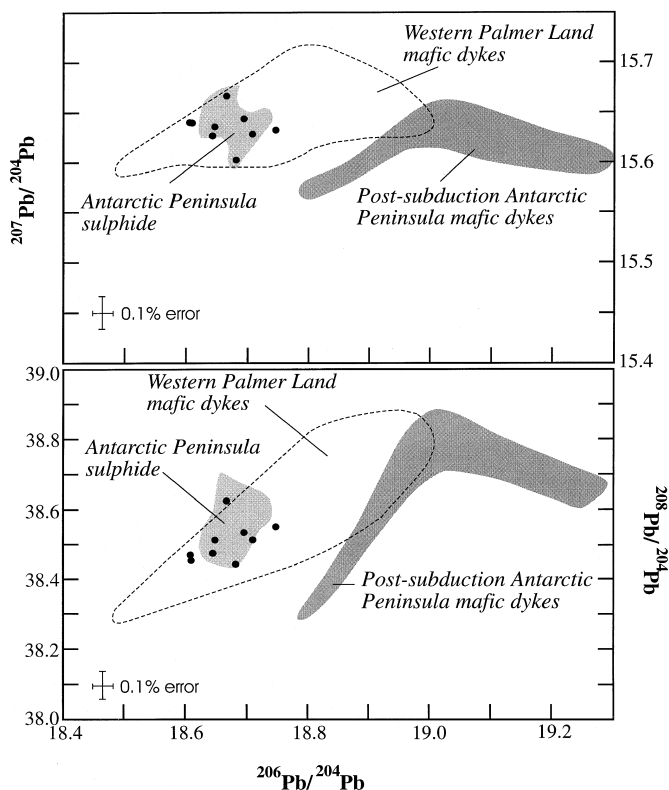 Western Palmer Land
mafic dykes
15.7
207Pb/ 204Pb
15.6
Antarctic Peninsula
sulphide
Post-subduction Antarctic
Peninsula mafic dykes
15.5
0.1% error
15.4
39.0
Western Palmer Land
mafic dykes
38.8
Antarctic Peninsula
sulphide
38.6
208Pb/ 204Pb
38.4
Post-subduction Antarctic
Peninsula mafic dykes
38.2
0.1% error
38.0
18.4 18.6 18.8 19.0 19.2
206Pb/ 204Pb